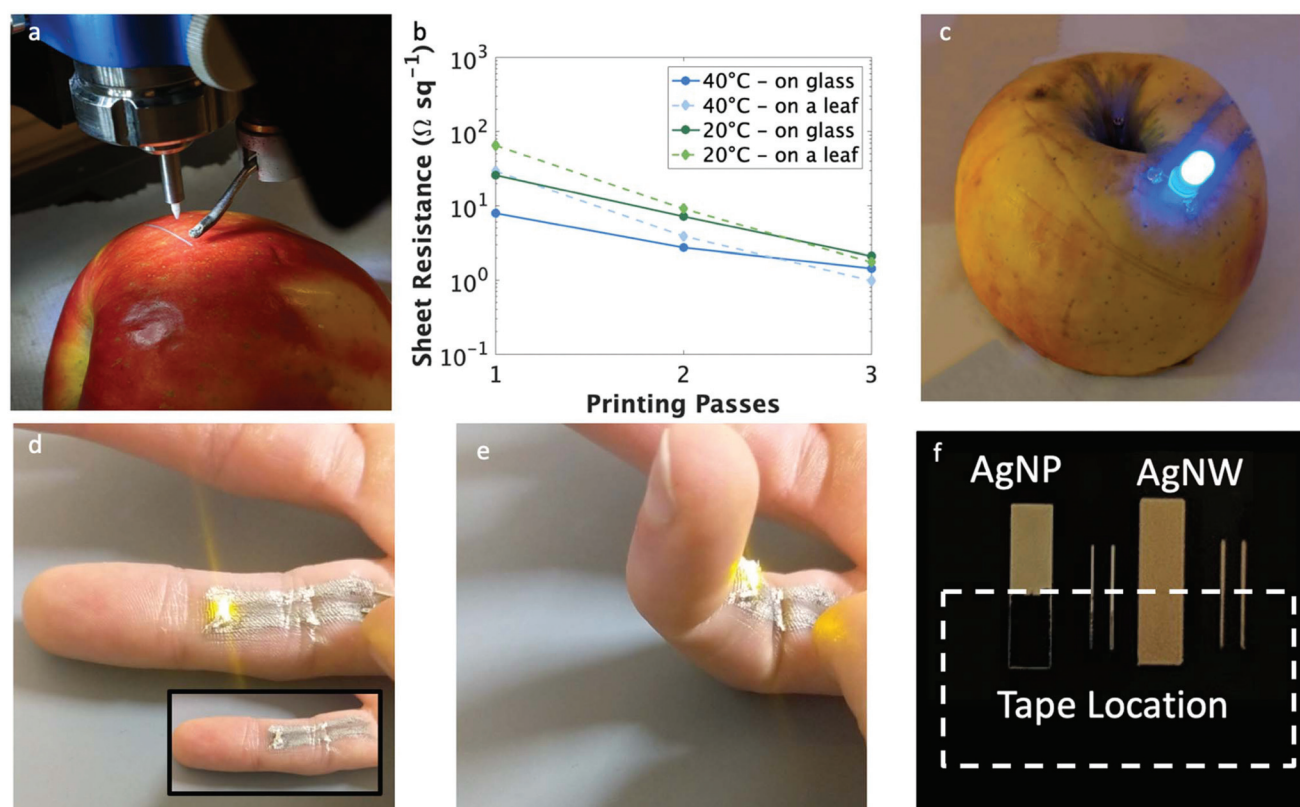 a
b
Sheet Resistance (Ω sq⁻¹)
10³
10²
10¹
10⁰
10⁻¹
1
2
3
Printing Passes
40°C – on glass
40°C – on a leaf
20°C – on glass
20°C – on a leaf
c
d
e
f
AgNP
AgNW
Tape Location